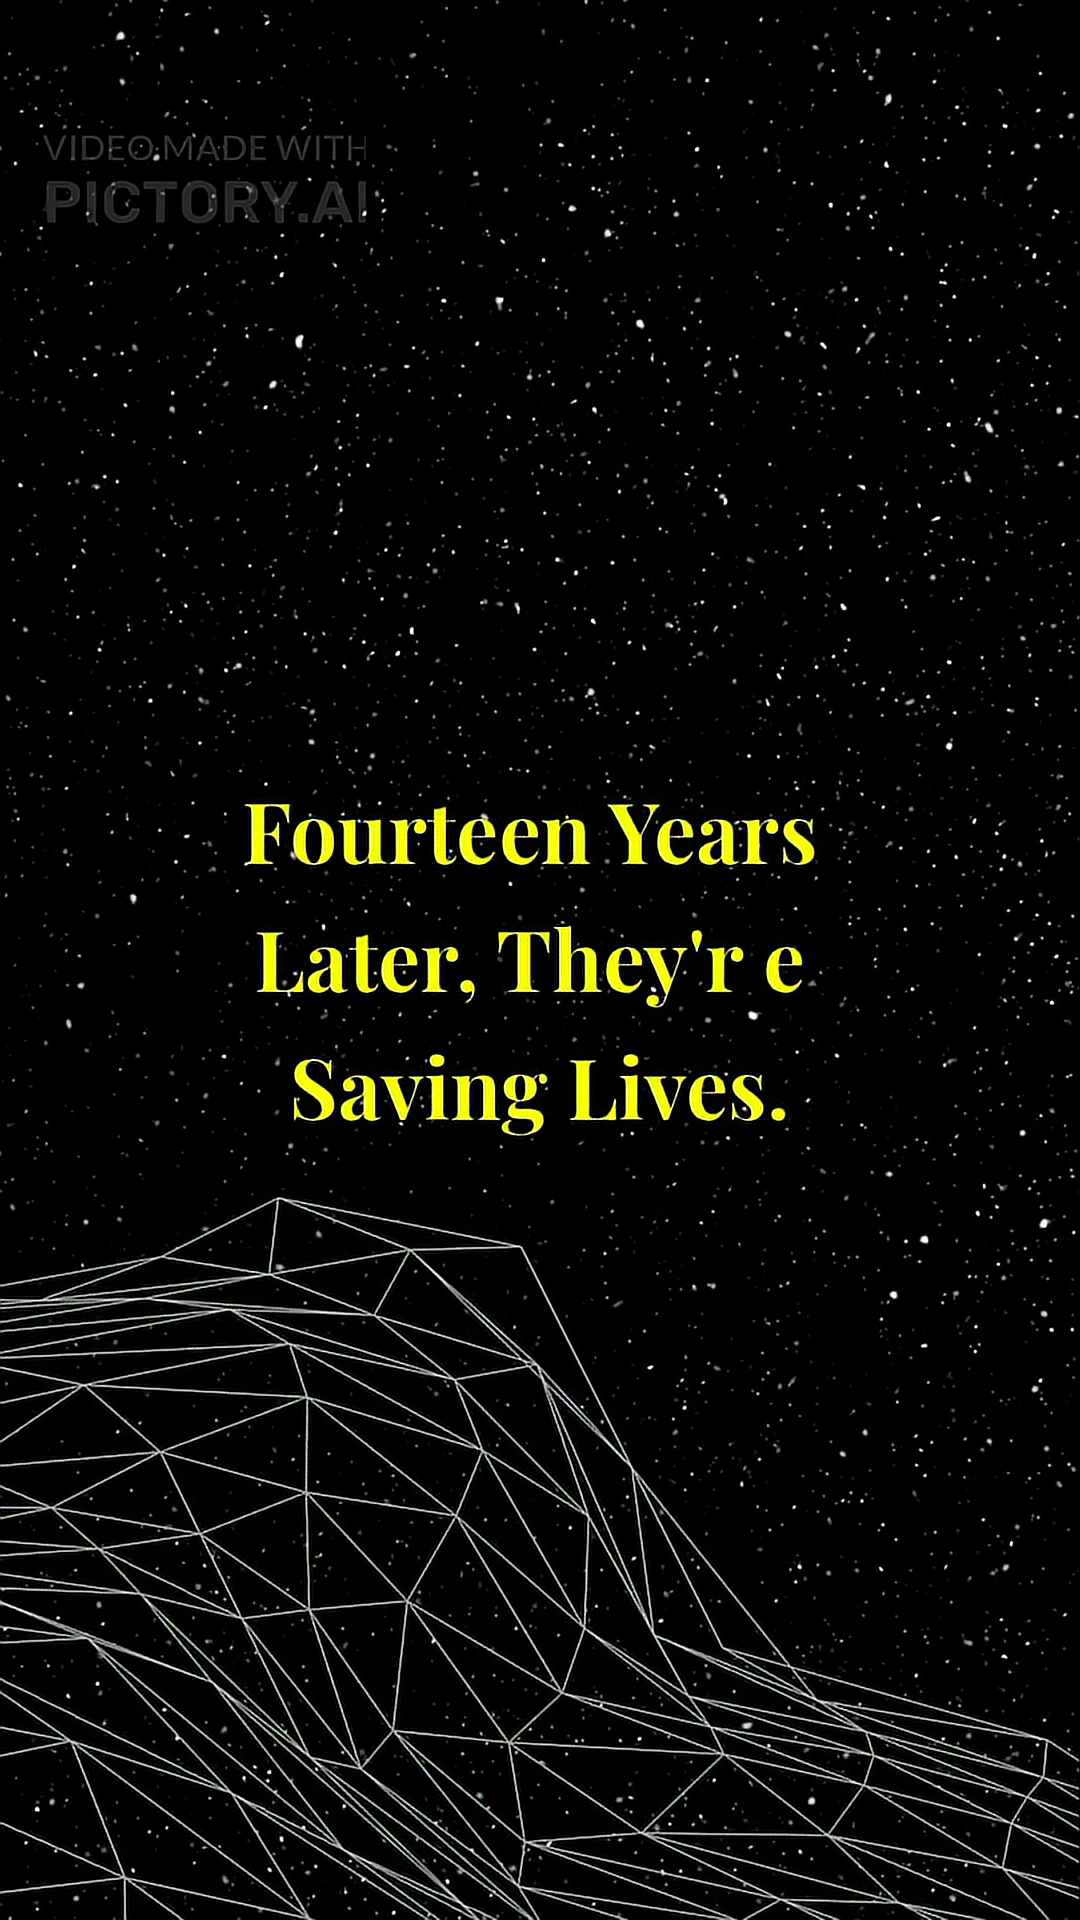 VIDEO MADE WITH
PICTORY.AI
Fourteen Years
Later, They'r e
Saving Lives.